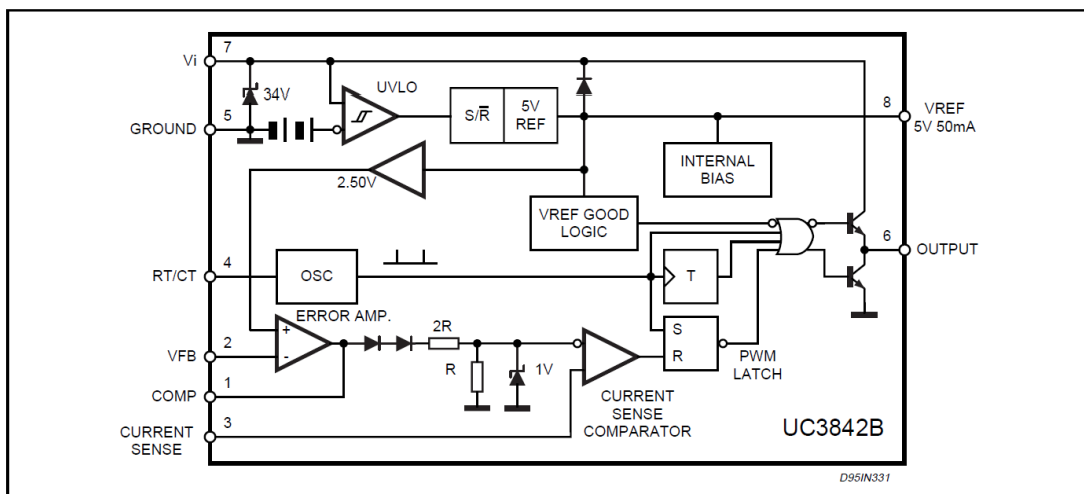 7
Vi
34V
UVLO
5
GROUND
S/R̅
5V
REF
8
VREF
5V 50mA
2.50V
INTERNAL
BIAS
VREF GOOD
LOGIC
6
OUTPUT
4
RT/CT
OSC
T
ERROR AMP.
+
-
2
VFB
2R
R
1V
S
R
PWM
LATCH
1
COMP
CURRENT
SENSE
COMPARATOR
3
CURRENT
SENSE
UC3842B
D95IN331